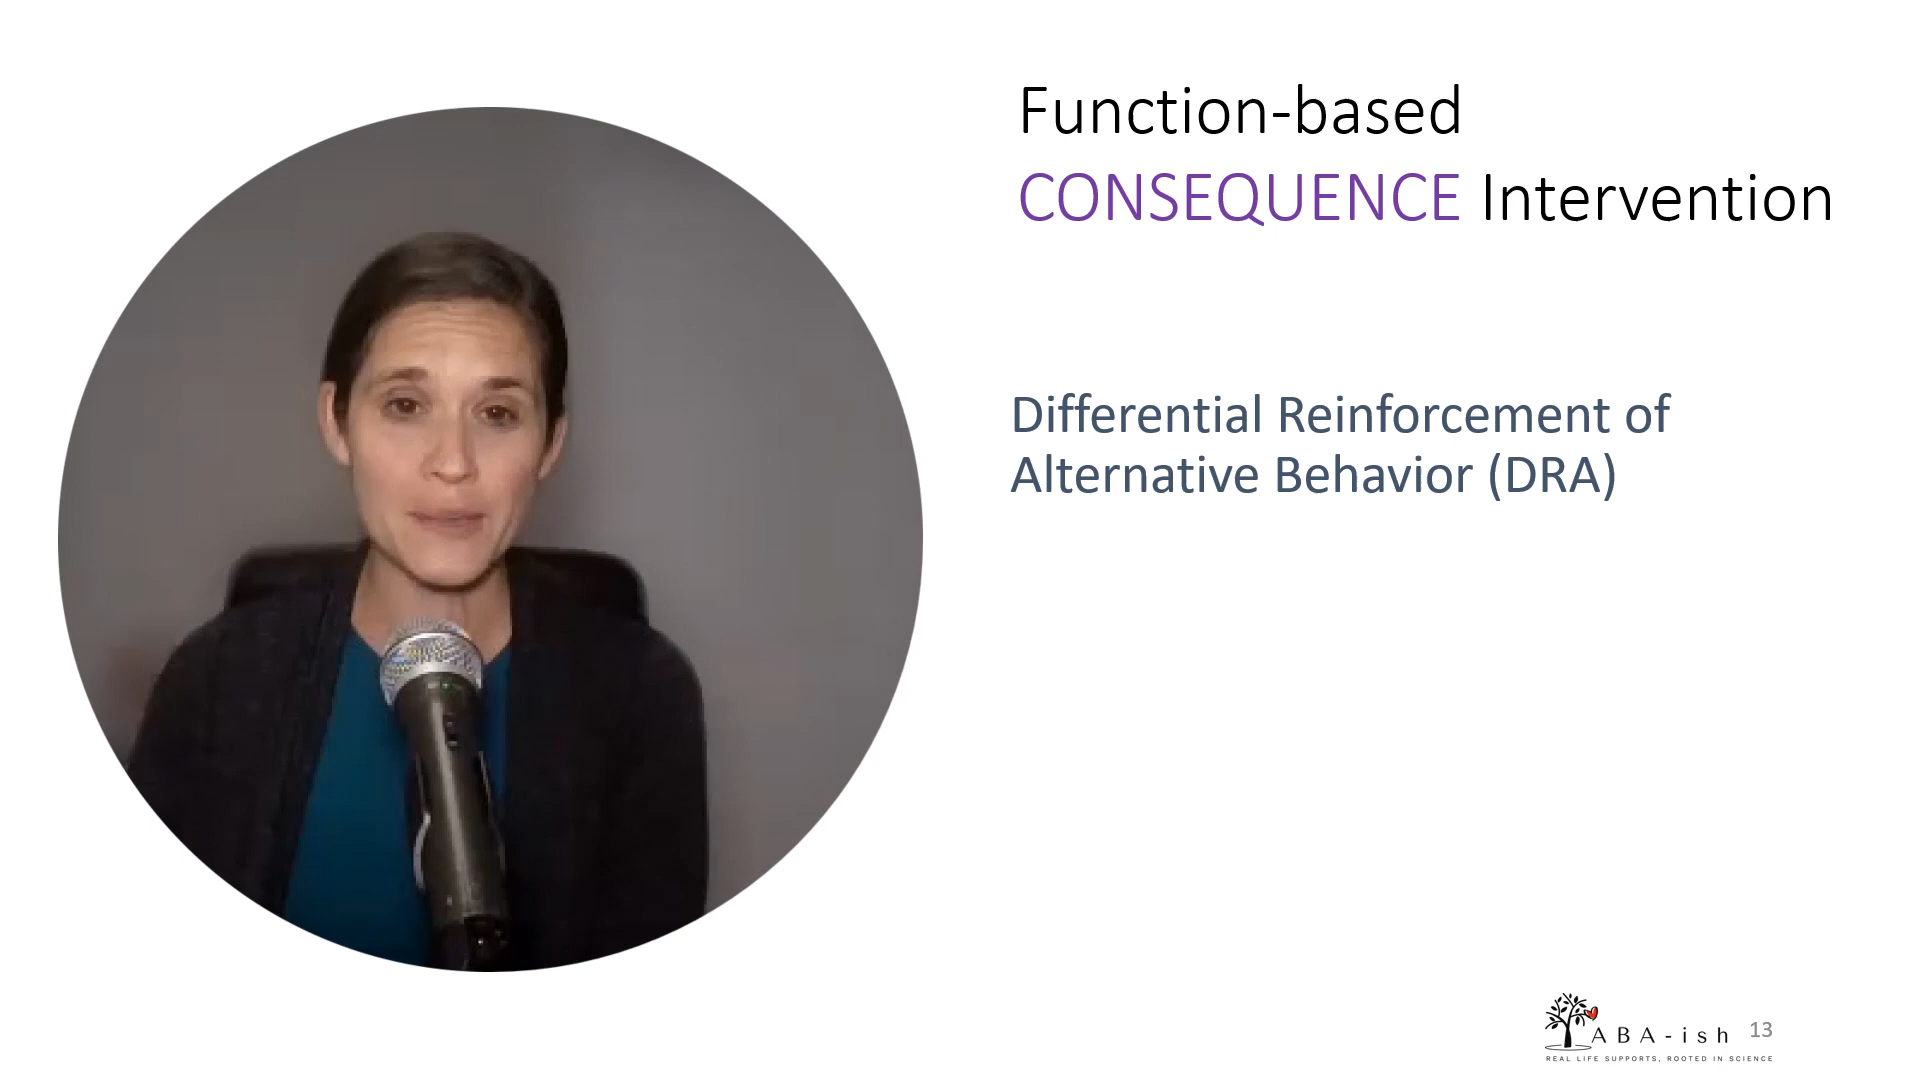 Function-based
CONSEQUENCE Intervention
Differential Reinforcement of
Alternative Behavior (DRA)
ABA-ish
13
REAL LIFE SUPPORTS, ROOTED IN SCIENCE